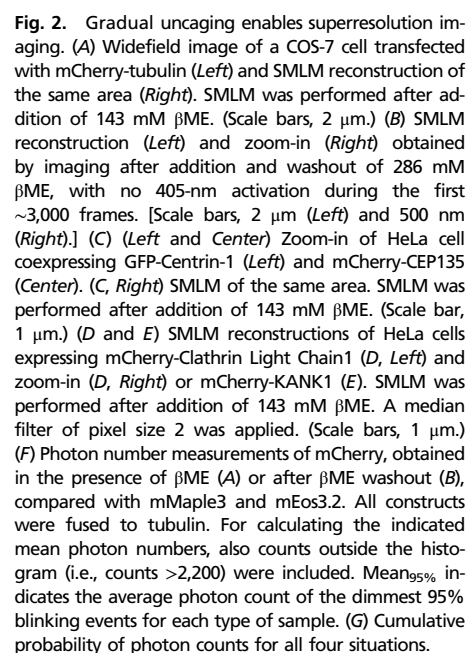 Fig. 2. Gradual uncaging enables superresolution im-
aging. (A) Widefield image of a COS-7 cell transfected
with mCherry-tubulin (Left) and SMLM reconstruction of
the same area (Right). SMLM was performed after ad-
dition of 143 mM βME. (Scale bars, 2 μm.) (B) SMLM
reconstruction (Left) and zoom-in (Right) obtained
by imaging after addition and washout of 286 mM
βME, with no 405-nm activation during the first
~3,000 frames. [Scale bars, 2 μm (Left) and 500 nm
(Right).] (C) (Left and Center) Zoom-in of HeLa cell
coexpressing GFP-Centrin-1 (Left) and mCherry-CEP135
(Center). (C, Right) SMLM of the same area. SMLM was
performed after addition of 143 mM βME. (Scale bar,
1 μm.) (D and E) SMLM reconstructions of HeLa cells
expressing mCherry-Clathrin Light Chain1 (D, Left) and
zoom-in (D, Right) or mCherry-KANK1 (E). SMLM was
performed after addition of 143 mM βME. A median
filter of pixel size 2 was applied. (Scale bars, 1 μm.)
(F) Photon number measurements of mCherry, obtained
in the presence of βME (A) or after βME washout (B),
compared with mMaple3 and mEos3.2. All constructs
were fused to tubulin. For calculating the indicated
mean photon numbers, also counts outside the histo-
gram (i.e., counts >2,200) were included. Mean95% in-
dicates the average photon count of the dimmest 95%
blinking events for each type of sample. (G) Cumulative
probability of photon counts for all four situations.